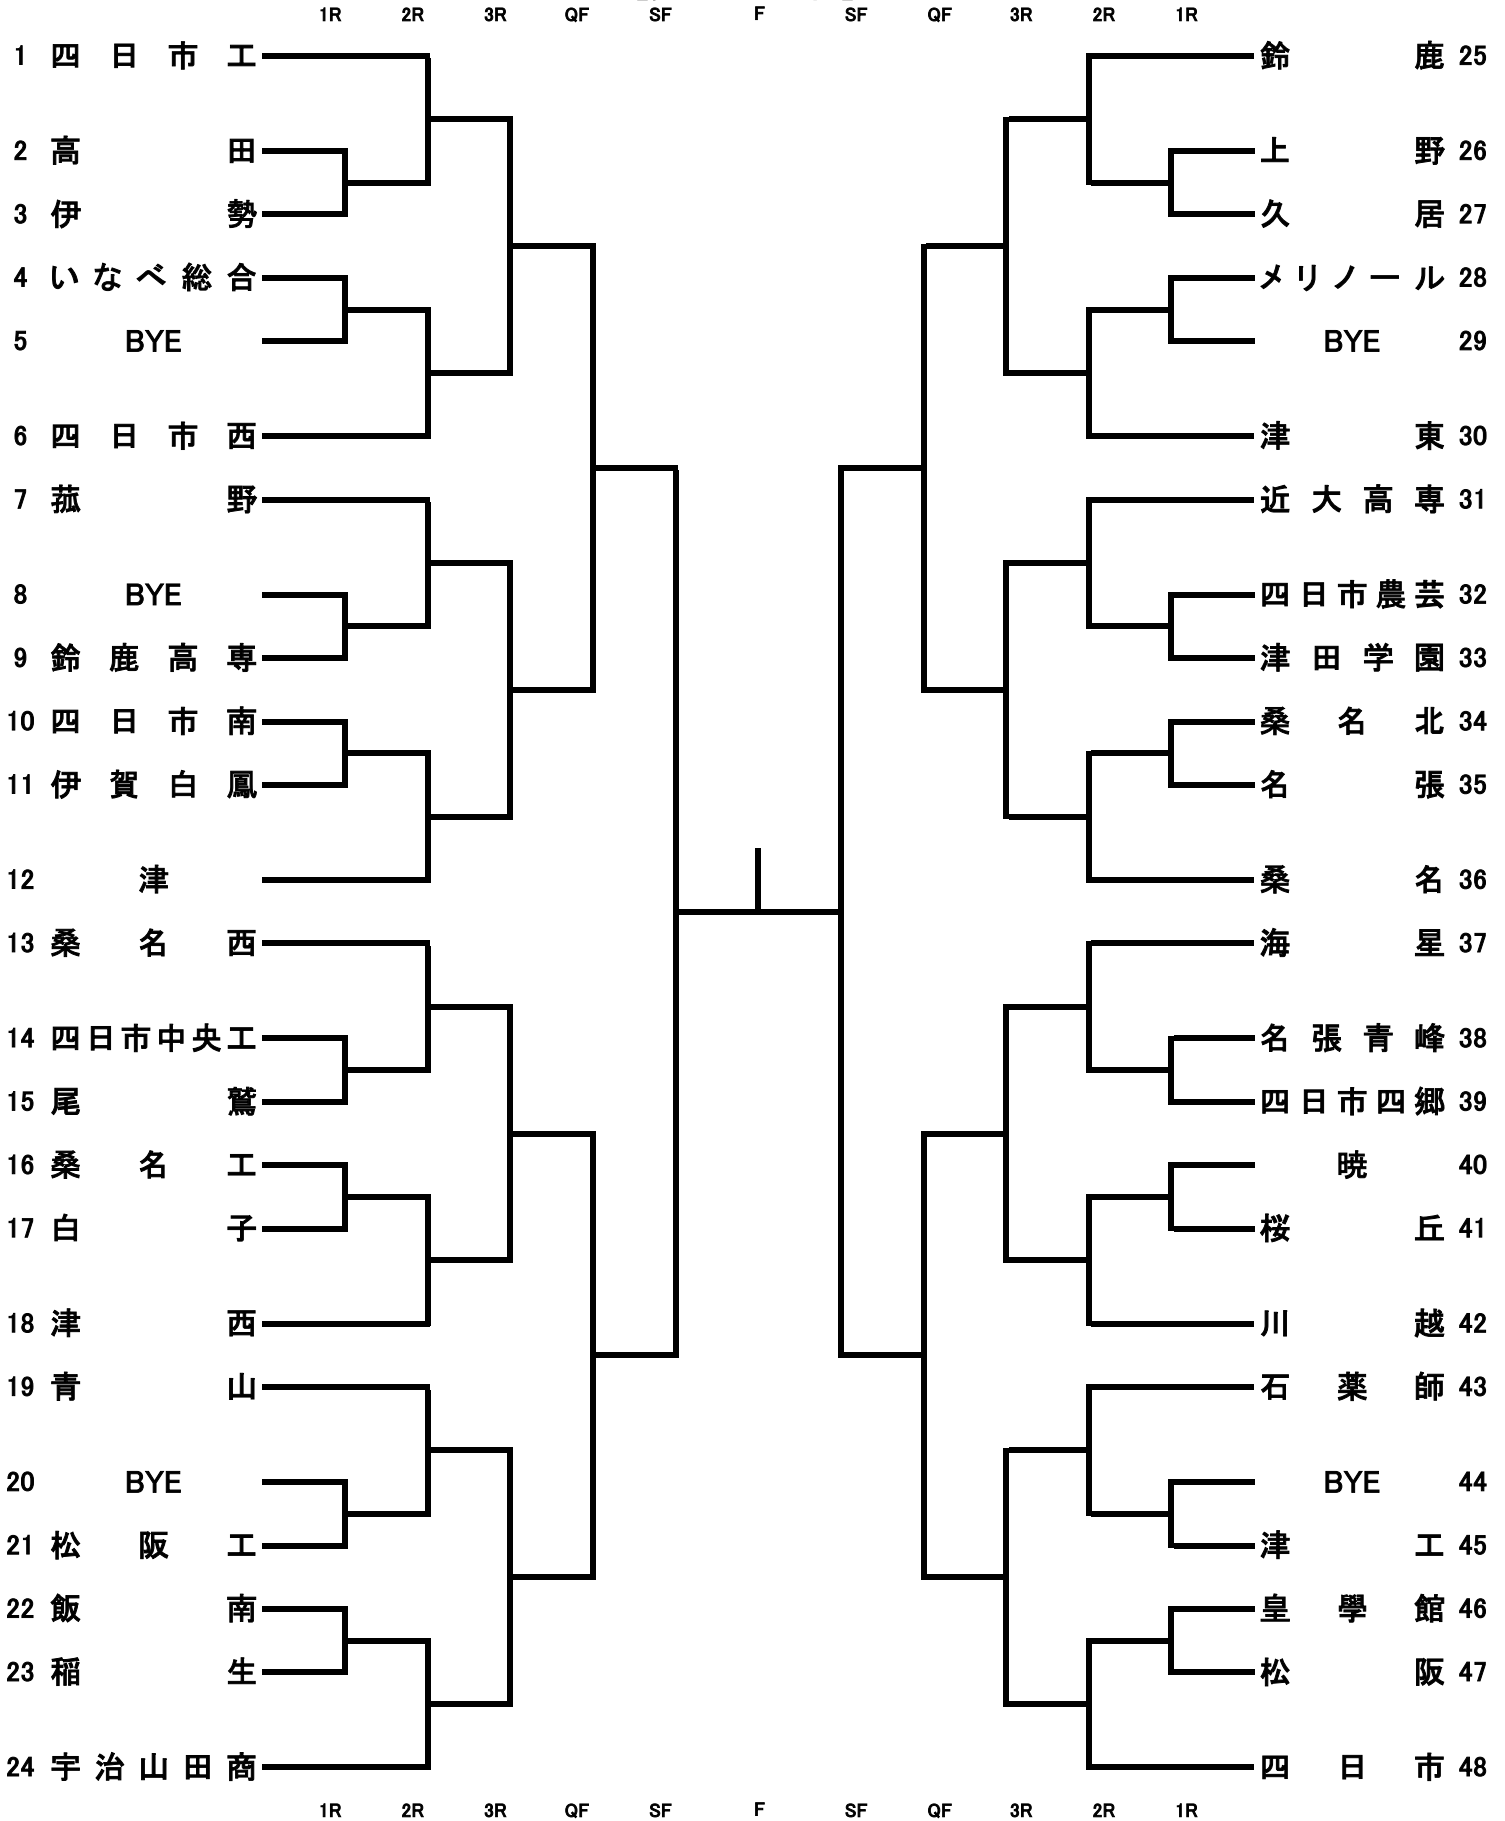 1R 2R 3R QF SF F SF QF 3R 2R 1R
1 四日市工 鈴鹿 25
2 高田 上野 26
3 伊勢 久居 27
4 いなべ総合 メリノール 28
5 BYE BYE 29
6 四日市西 津東 30
7 菰野 近大高専 31
8 BYE 四日市農芸 32
9 鈴鹿高専 津田学園 33
10 四日市南 桑名北 34
11 伊賀白鳳 名張 35
12 津 桑名 36
13 桑名西 海星 37
14 四日市中央工 名張青峰 38
15 尾鷲 四日市四郷 39
16 桑名工 暁 40
17 白子 桜丘 41
18 津西 川越 42
19 青山 石薬師 43
20 BYE BYE 44
21 松阪工 津工 45
22 飯南 皇學館 46
23 稲生 松阪 47
24 宇治山田商 四日市 48
1R 2R 3R QF SF F SF QF 3R 2R 1R